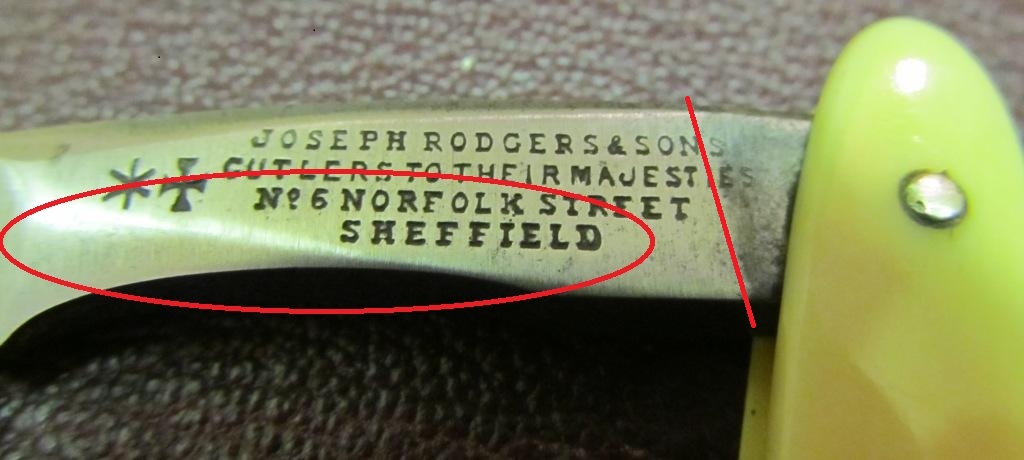 JOSEPH RODGERS & SONS
CUTLERS TO THEIR MAJESTIES
Nº 6 NORFOLK STREET
SHEFFIELD